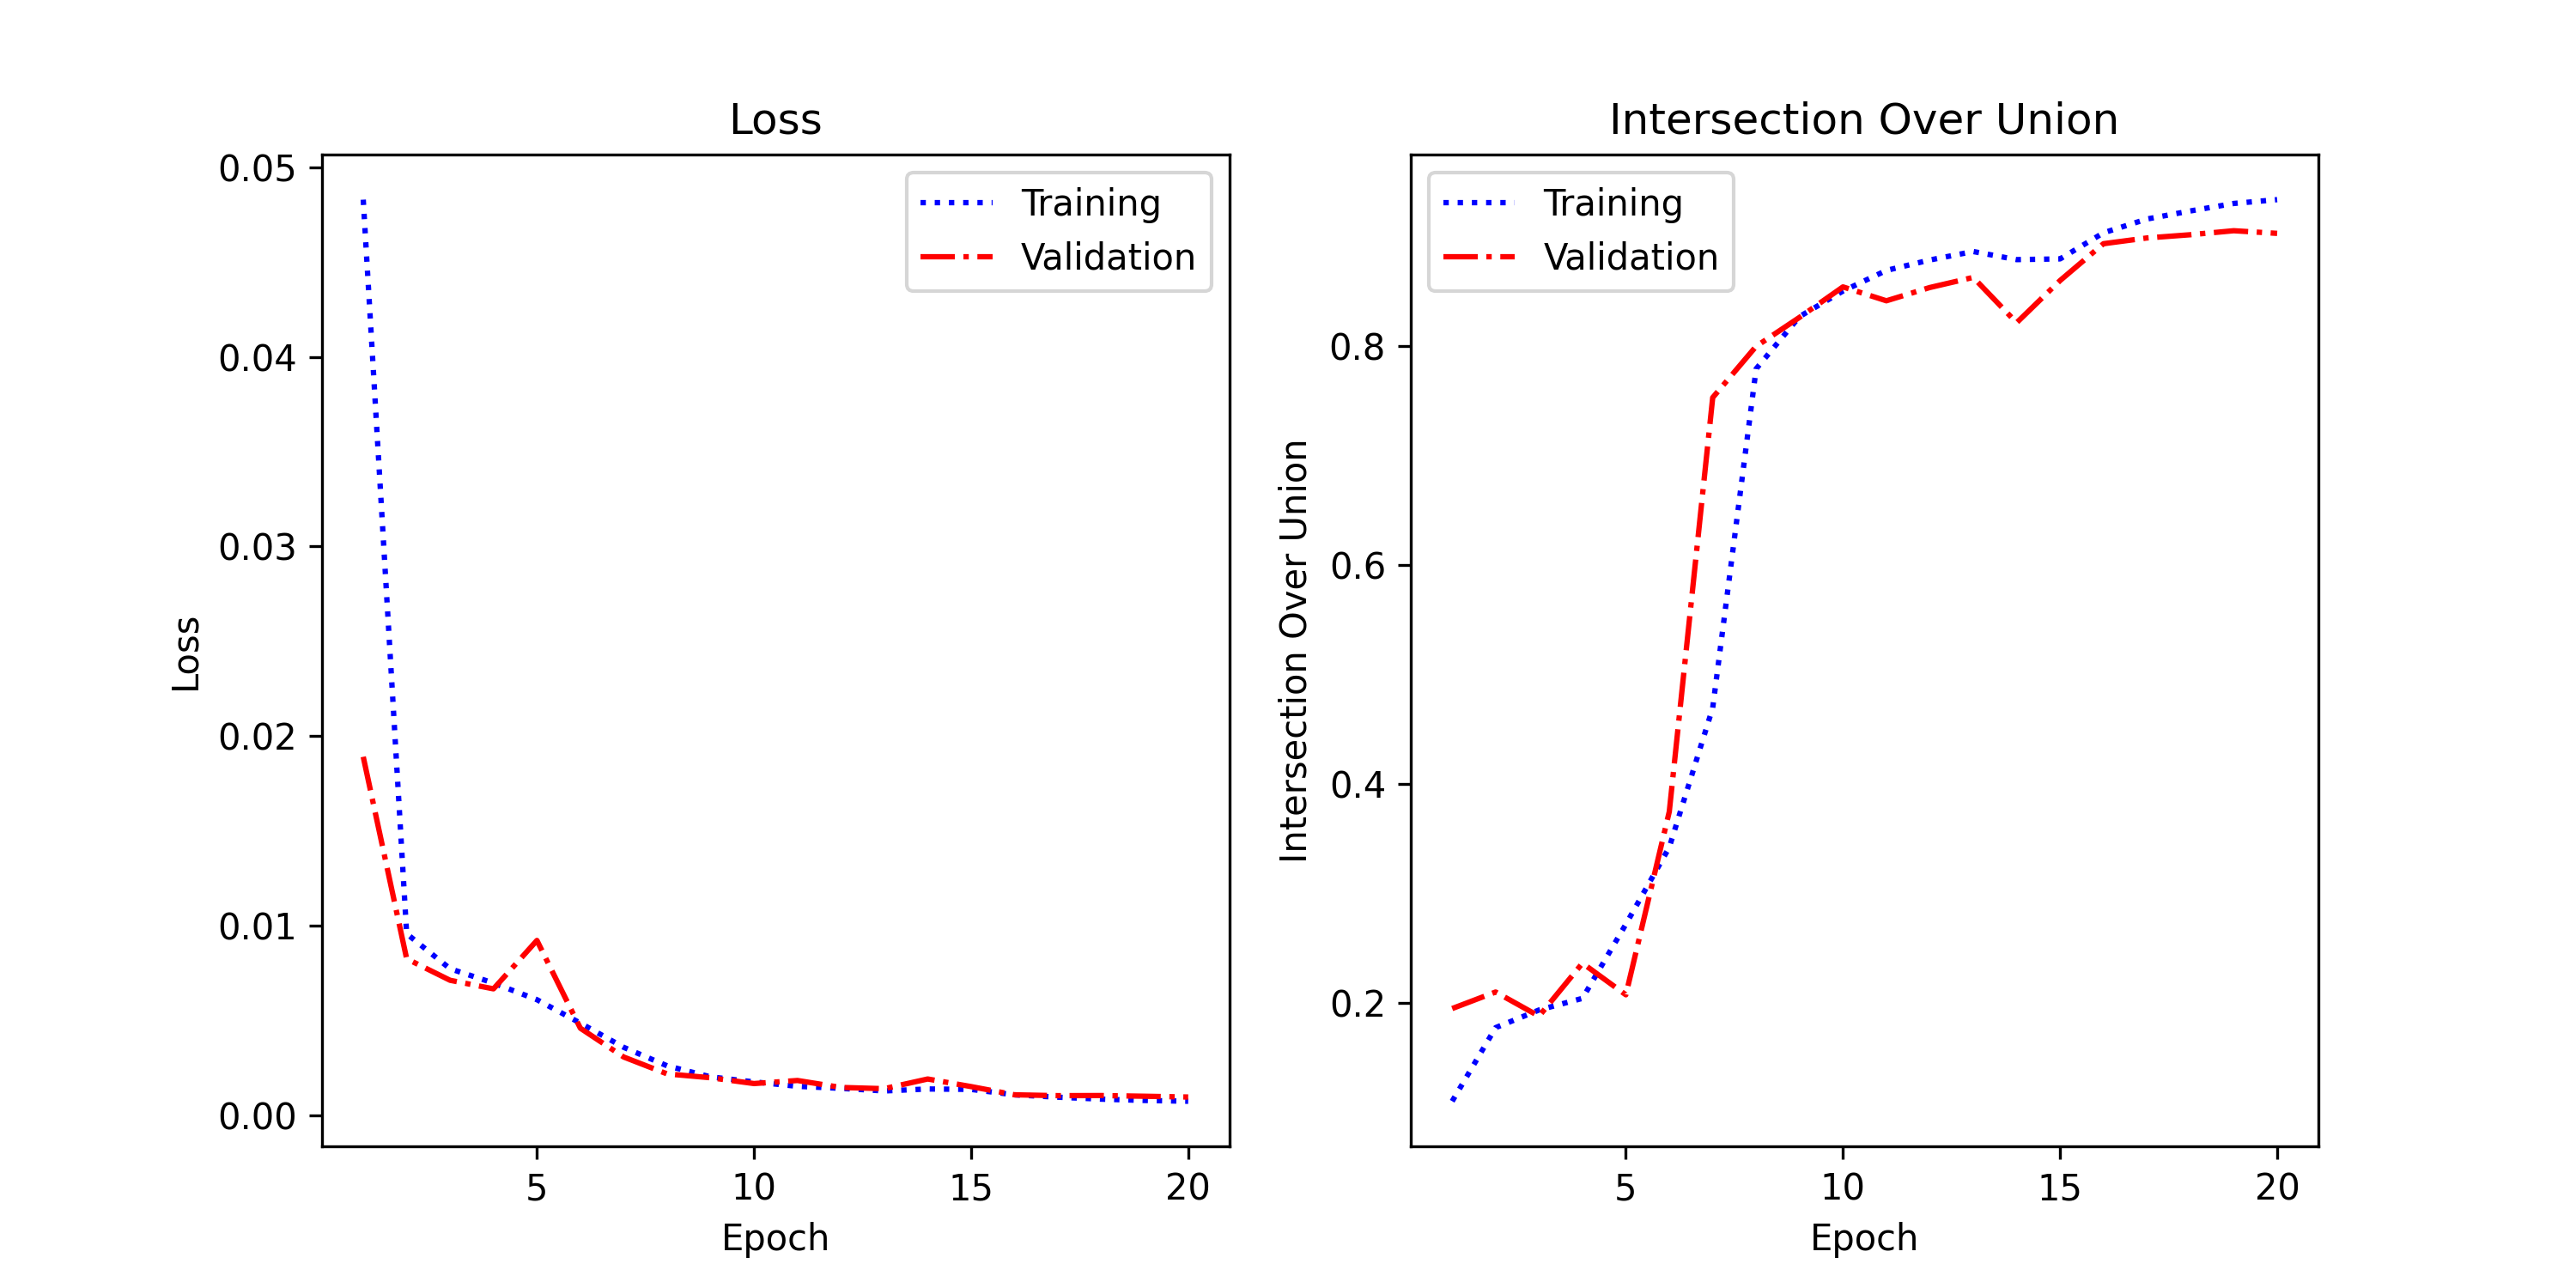 Loss
0.05
0.04
0.03
0.02
0.01
0.00
Loss
5 10 15 20
Epoch
Training
Validation
Intersection Over Union
0.8
0.6
0.4
0.2
Intersection Over Union
5 10 15 20
Epoch
Training
Validation